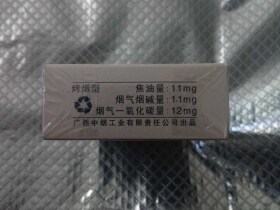 烤烟型 焦油量:11mg
烟气烟碱量:1.1mg
烟气一氧化碳量:12mg
广西中烟工业有限责任公司出品